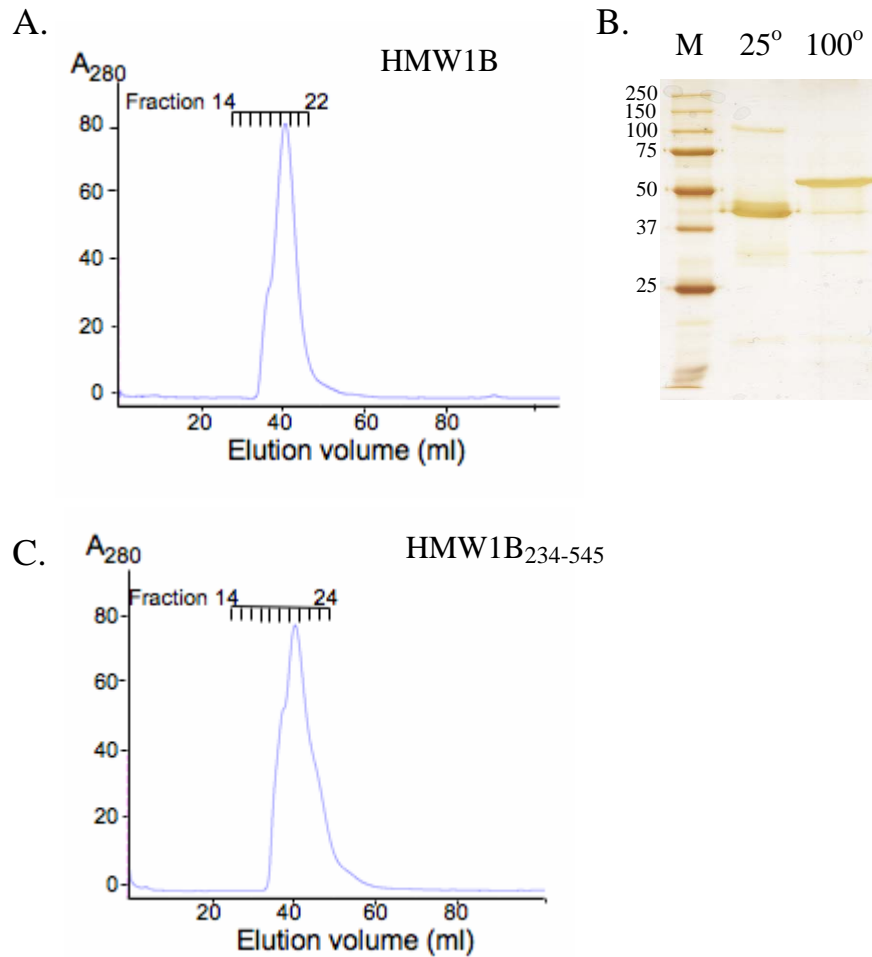 A.
A280
HMW1B
Fraction 14 22
80
60
40
20
0
20 40 60 80
Elution volume (ml)
B.
M 25° 100°
250
150
100
75
50
37
25
C.
A280
HMW1B234-545
Fraction 14 24
80
60
40
20
0
20 40 60 80
Elution volume (ml)